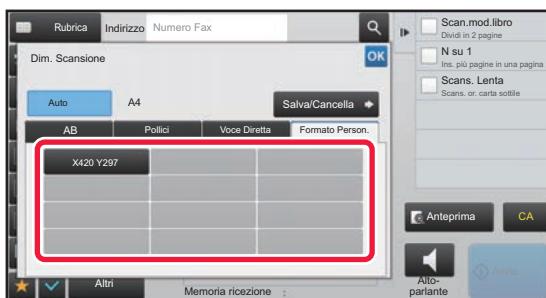 Rubrica Indirizzo Numero Fax
Dim. Scansione
OK
Auto A4 Salva/Cancella
AB Pollici Voce Diretta Formato Person.
X420 Y297
Altri
Memoria ricezione :
Scan.mod.libro
Dividi in 2 pagine
N su 1
Ins. più pagine in una pagina
Scans. Lenta
Scans. or. carta sottile
Anteprima CA
Alto-
parlante
Avvio